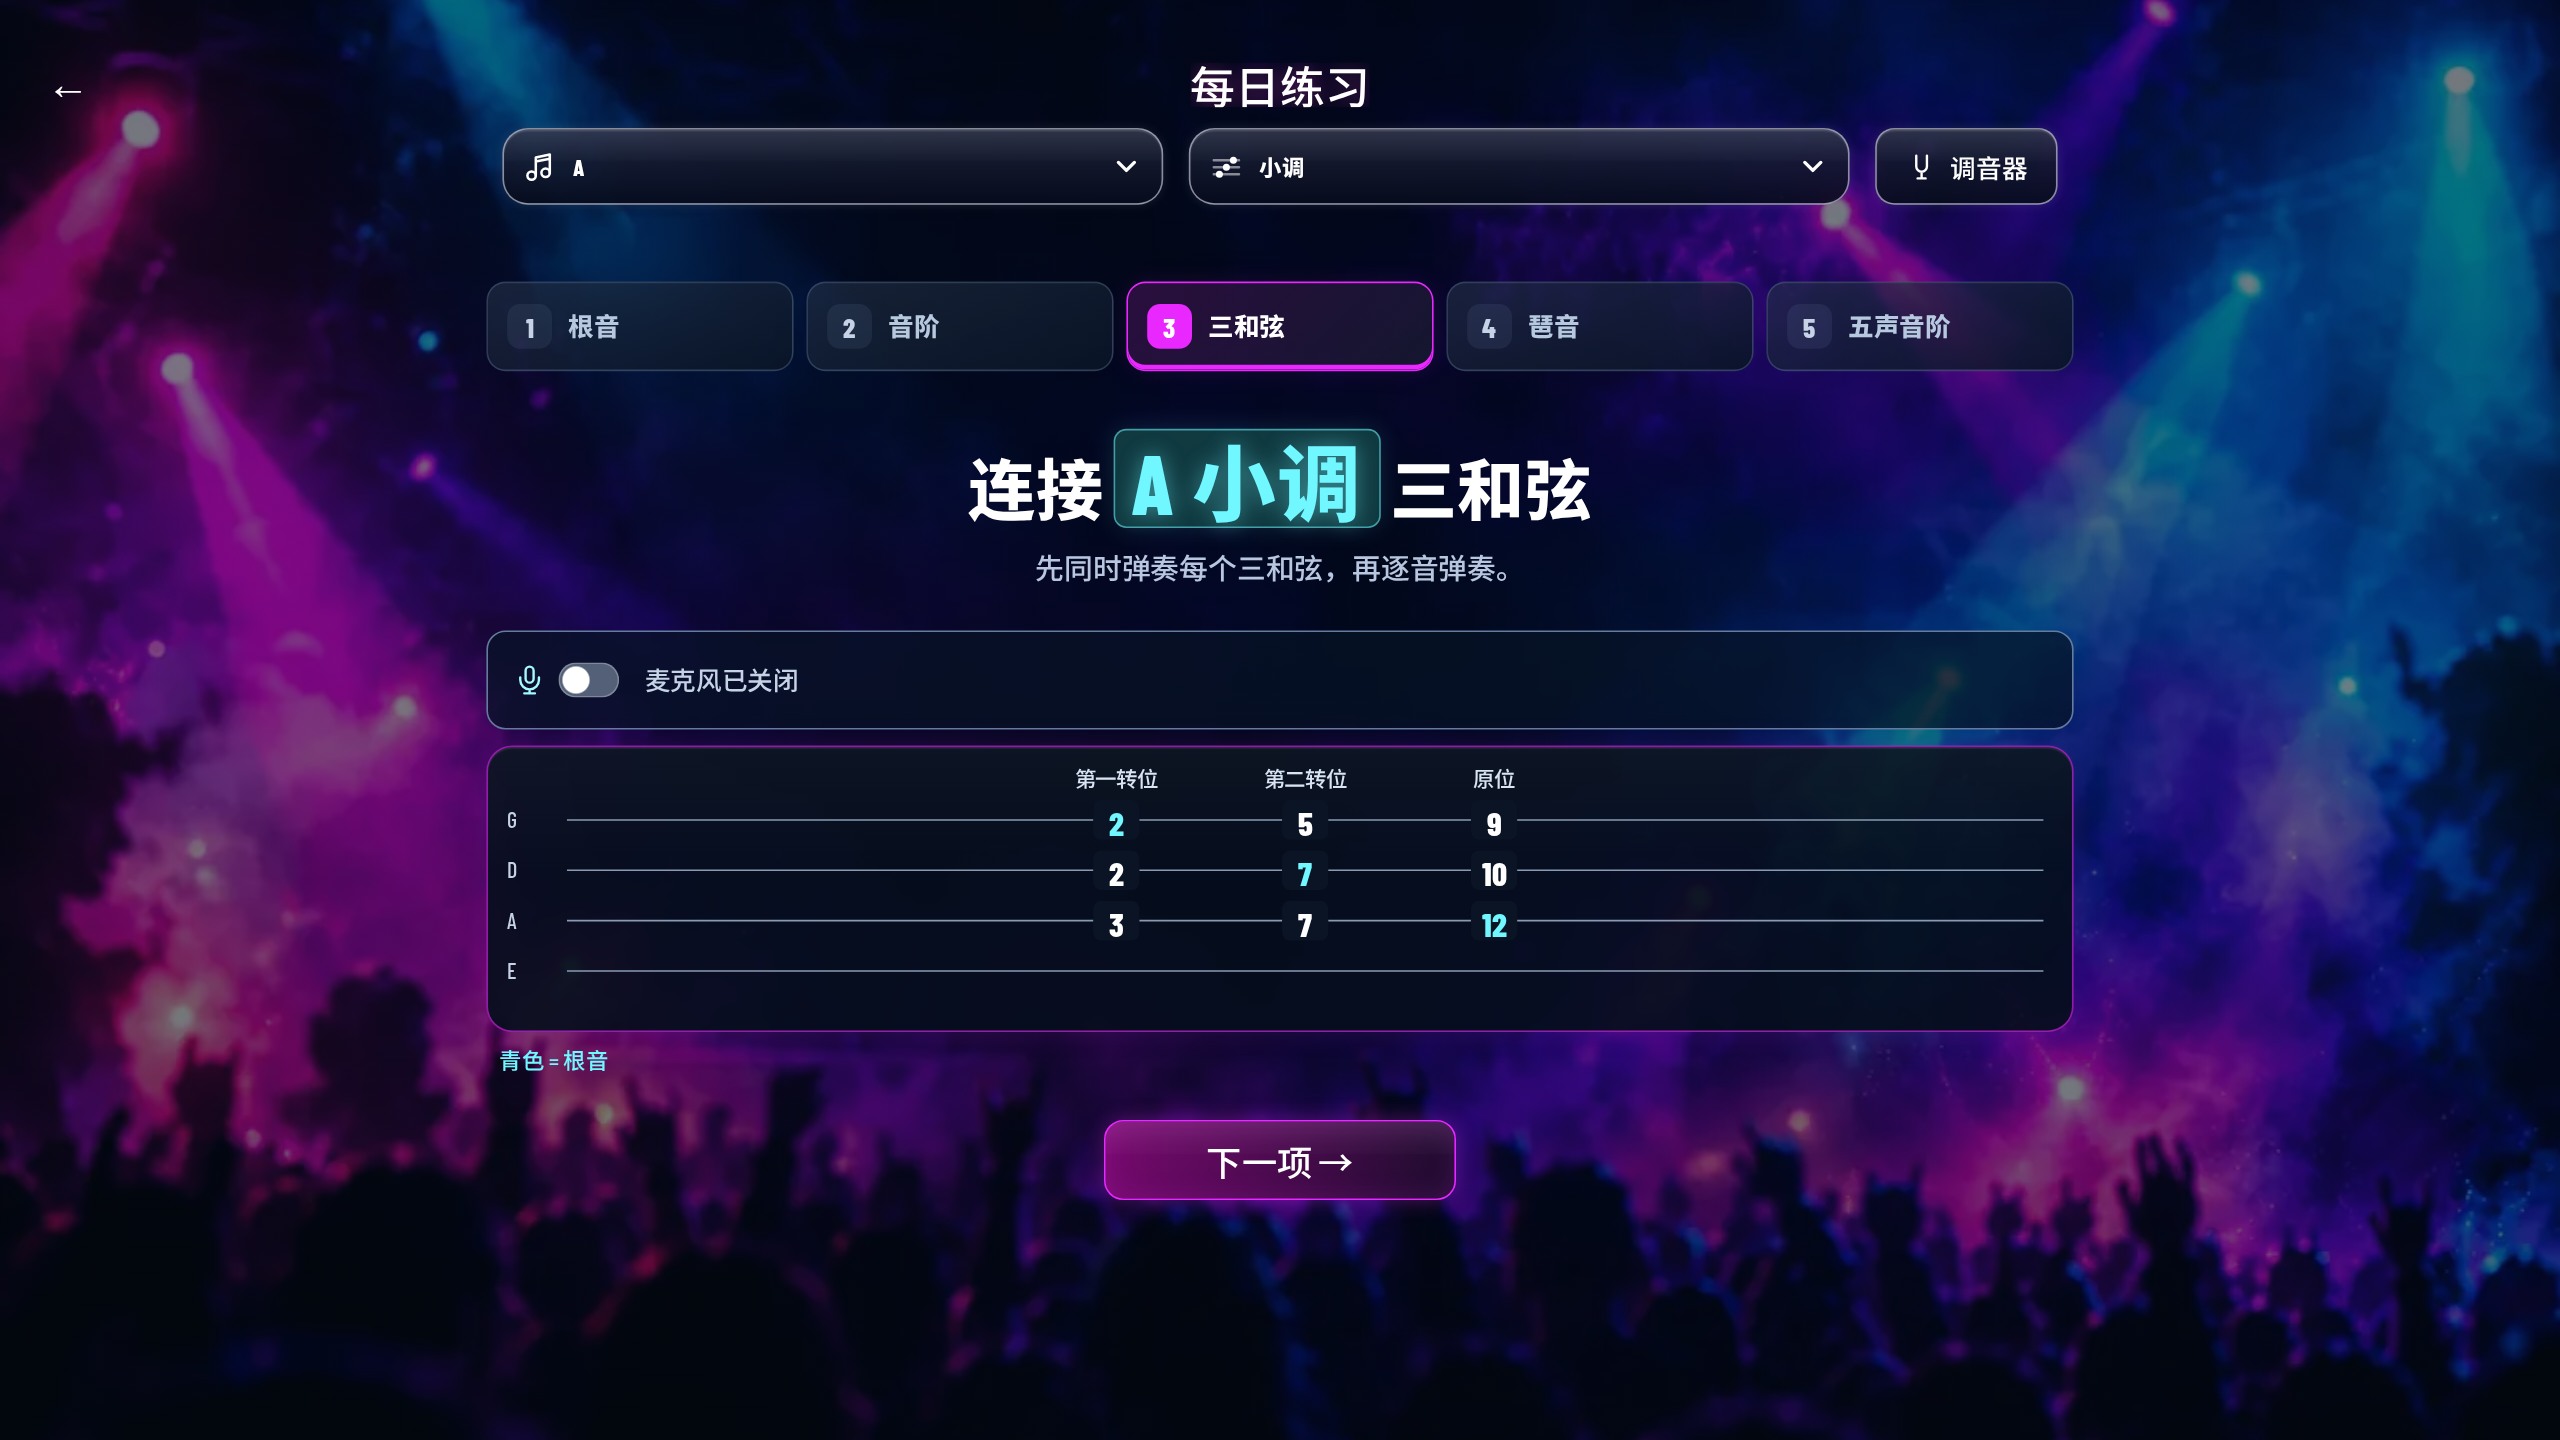 ←
每日练习
A
小调
调音器
1 根音
2 音阶
3 三和弦
4 琶音
5 五声音阶
连接 A 小调 三和弦
先同时弹奏每个三和弦，再逐音弹奏。
麦克风已关闭
第一转位 第二转位 原位
G 2 5 9
D 2 7 10
A 3 7 12
E
青色 = 根音
下一项 →